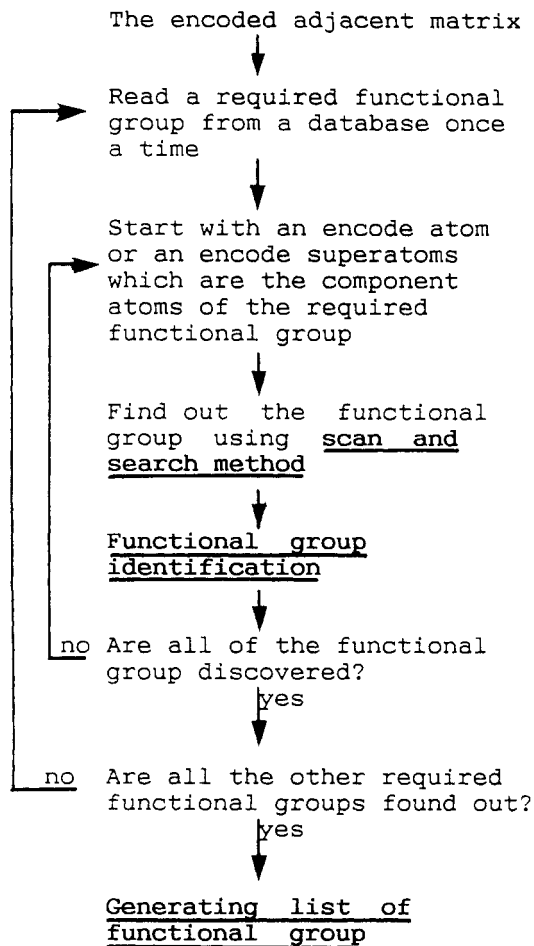 The encoded adjacent matrix
Read a required functional
group from a database once
a time
Start with an encode atom
or an encode superatoms
which are the component
atoms of the required
functional group
Find out the functional
group using scan and
search method
Functional group
identification
no Are all of the functional
group discovered?
yes
no Are all the other required
functional groups found out?
yes
Generating list of
functional group